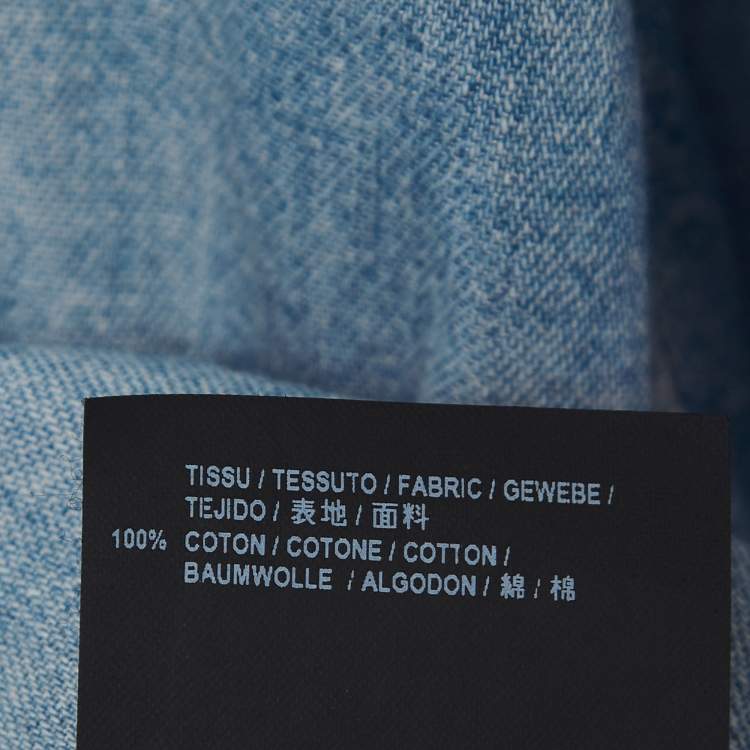 TISSU / TESSUTO / FABRIC / GEWEBE /
TEJIDO / 表地 / 面料
100% COTON / COTONE / COTTON /
BAUMWOLLE / ALGODON / 綿 / 棉